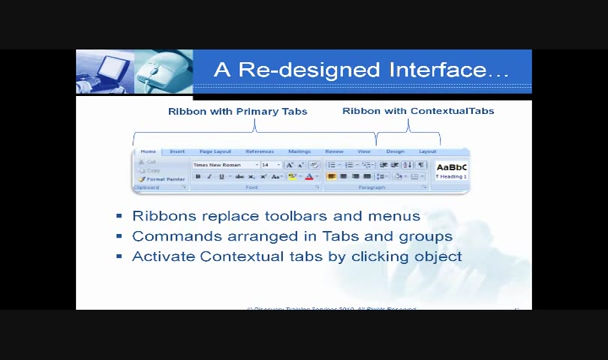 A Re-designed Interface…
Ribbon with Primary Tabs
Ribbon with ContextualTabs
Home Insert Page Layout References Mailings Review View Design Layout
Cut
Copy
Format Painter
Times New Roman 14
AaBbC
¶ Heading 1
Clipboard Font Paragraph
Ribbons replace toolbars and menus
Commands arranged in Tabs and groups
Activate Contextual tabs by clicking object
© Discovery Training Services 2010. All Rights Reserved